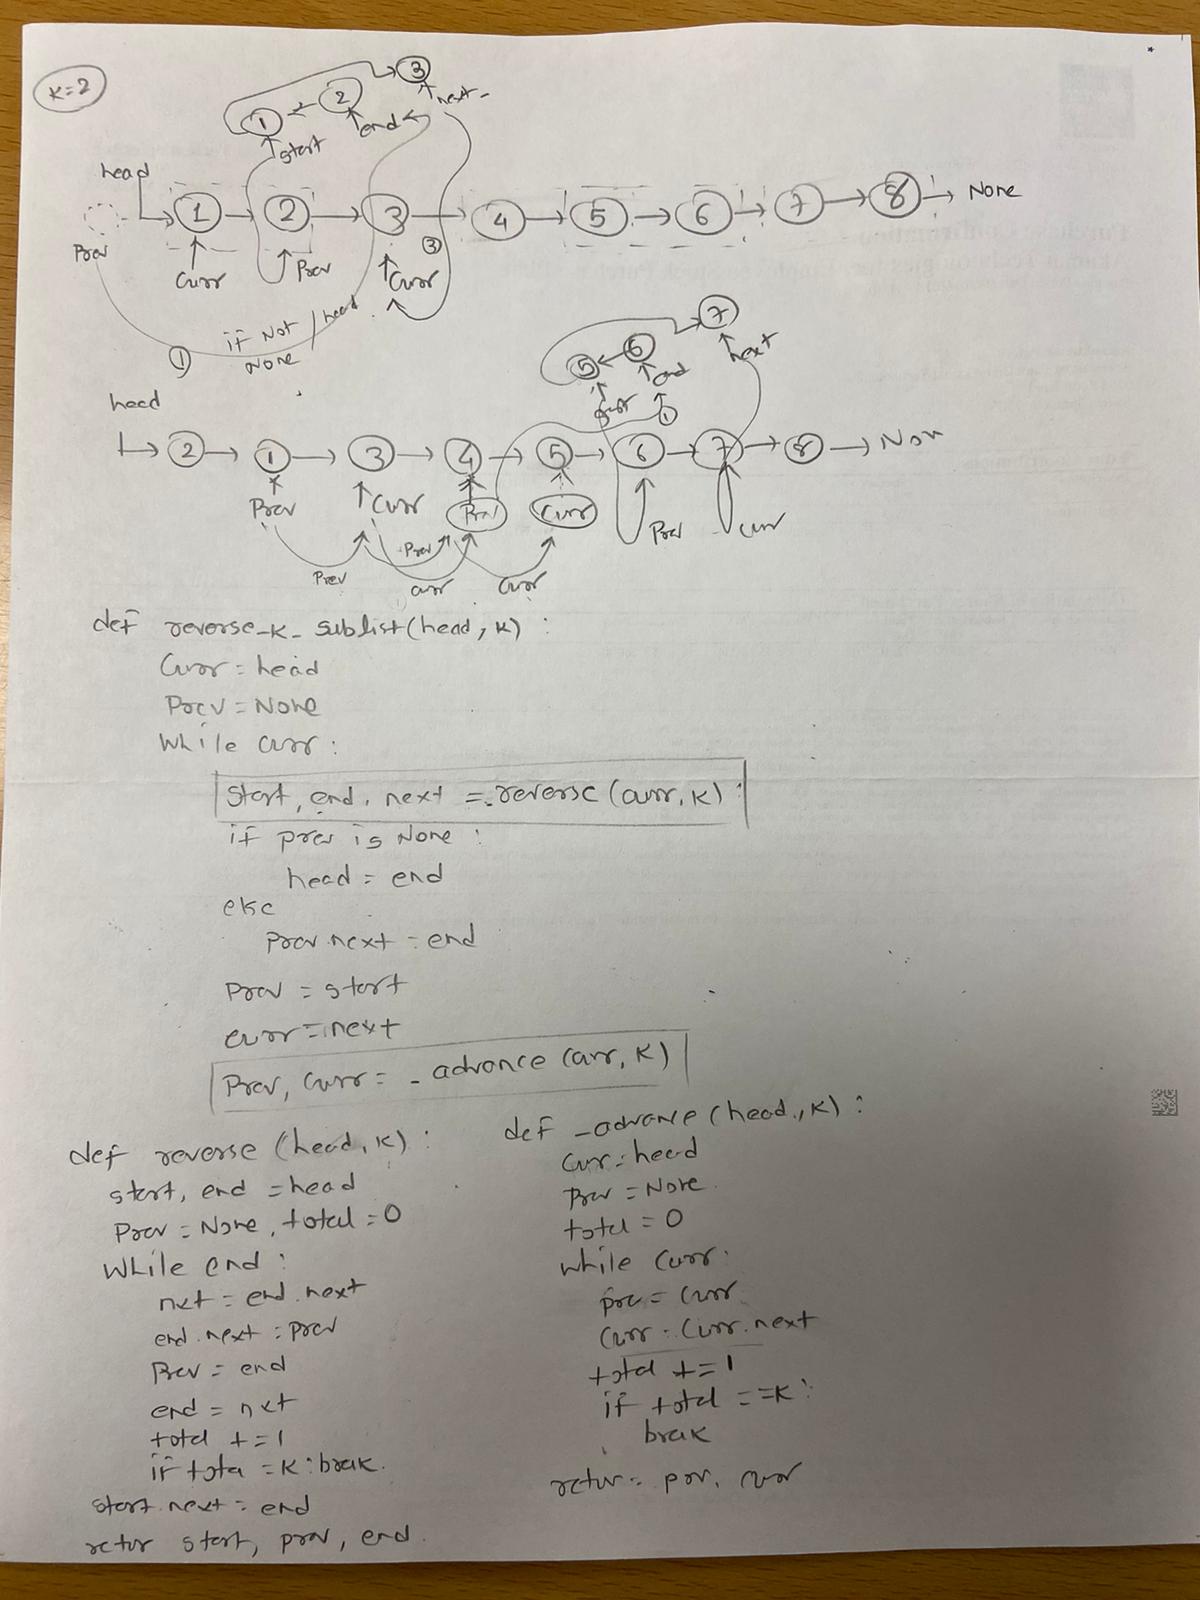 K=2
1 2 3
start end next
head
1 2 3 4 5 6 7 8 None
Prev
Curr Prev Curr
3
1 if Not None / head
7
5 6 next
end
1
head
2 1 3 4 5 6 7 8 Non
Prev Curr Prev Curr Prev curr
Prev Prev curr curr
def reverse_K_sublist(head, K):
Curr = head
Prev = None
While curr:
start, end, next = reverse (curr, K):
if prev is None:
head = end
else
Prev.next = end
Prev = start
curr = next
Prev, Curr = _advance (curr, K)
def reverse (head, K):
start, end = head
Prev = None, total = 0
While end:
nxt = end.next
end.next = Prev
Prev = end
end = nxt
total += 1
if tota = K: break.
start.next = end
retur start, prev, end.
def _advance (head, K):
Curr = head
Prev = None
total = 0
while Curr:
prev = Curr
Curr = Curr.next
total += 1
if total == K:
brak
retur = prv, curr